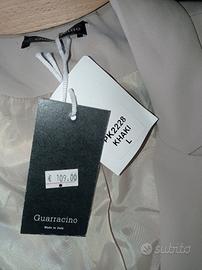 PK2228
KHAKI
L
€ 109.00
Guarracino
Made in Italy
subito